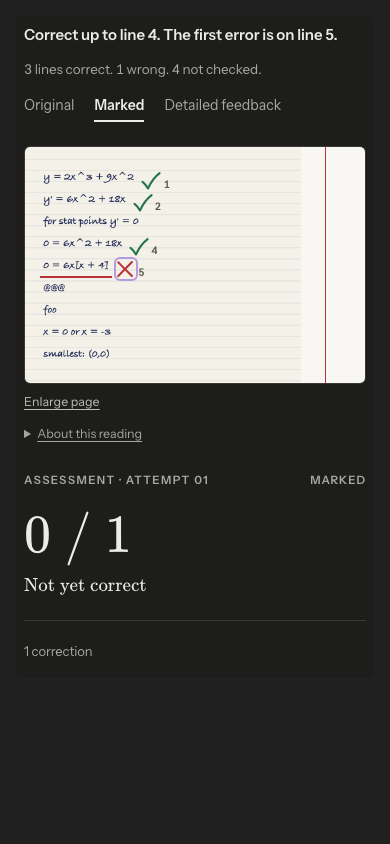 Correct up to line 4. The first error is on line 5.
3 lines correct. 1 wrong. 4 not checked.
Original Marked Detailed feedback
y = 2x^3 + 9x^2 1
y' = 6x^2 + 18x 2
for stat points y' = 0
0 = 6x^2 + 18x 4
0 = 6x[x + 4] 5
@@@
foo
x = 0 or x = -3
smallest: (0,0)
Enlarge page
About this reading
ASSESSMENT · ATTEMPT 01 MARKED
0 / 1
Not yet correct
1 correction